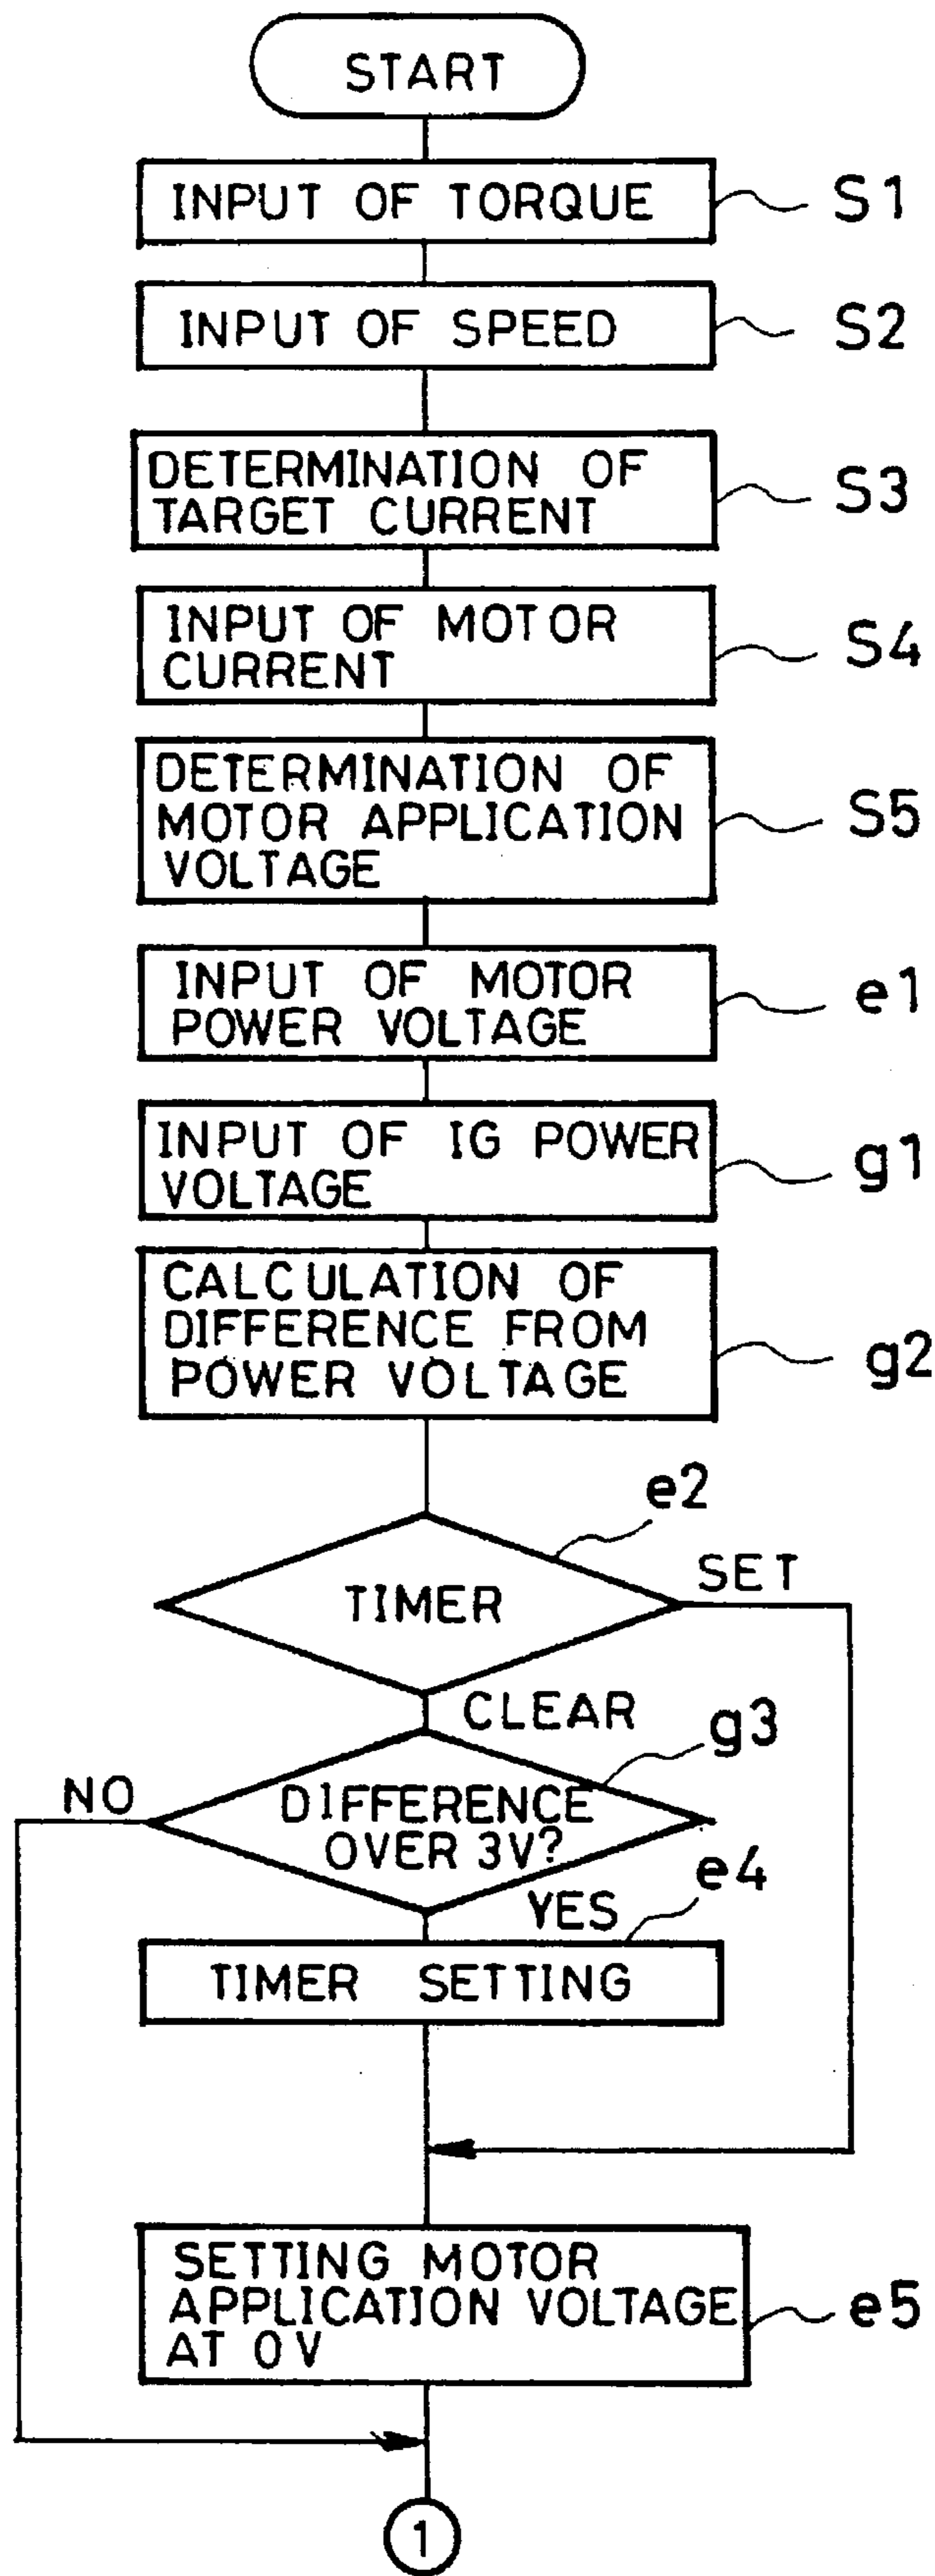 START
INPUT OF TORQUE
S1
INPUT OF SPEED
S2
DETERMINATION OF
TARGET CURRENT
S3
INPUT OF MOTOR
CURRENT
S4
DETERMINATION OF
MOTOR APPLICATION
VOLTAGE
S5
INPUT OF MOTOR
POWER VOLTAGE
e1
INPUT OF IG POWER
VOLTAGE
g1
CALCULATION OF
DIFFERENCE FROM
POWER VOLTAGE
g2
e2
TIMER
SET
CLEAR
g3
NO
DIFFERENCE
OVER 3V?
YES
e4
TIMER SETTING
SETTING MOTOR
APPLICATION VOLTAGE
AT 0V
e5
1